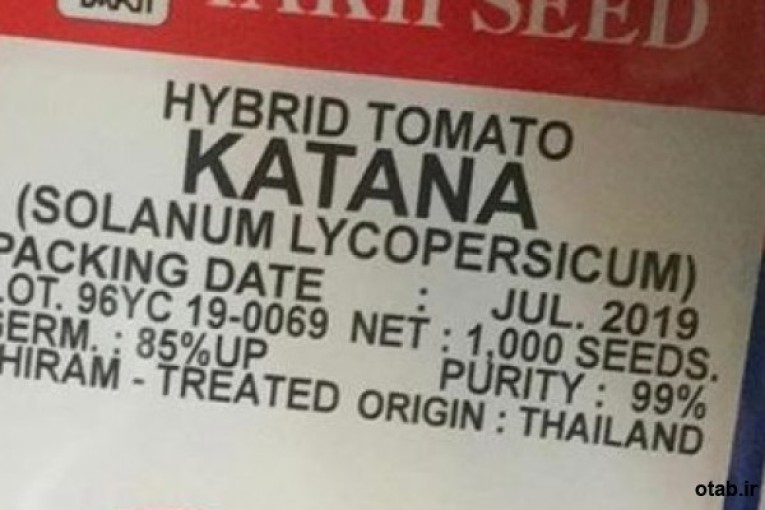 SEED
HYBRID TOMATO
KATANA
(SOLANUM LYCOPERSICUM)
PACKING DATE : JUL. 2019
LOT. 96YC 19-0069 NET : 1,000 SEEDS.
GERM. : 85%UP PURITY : 99%
HIRAM - TREATED ORIGIN : THAILAND
otab.ir